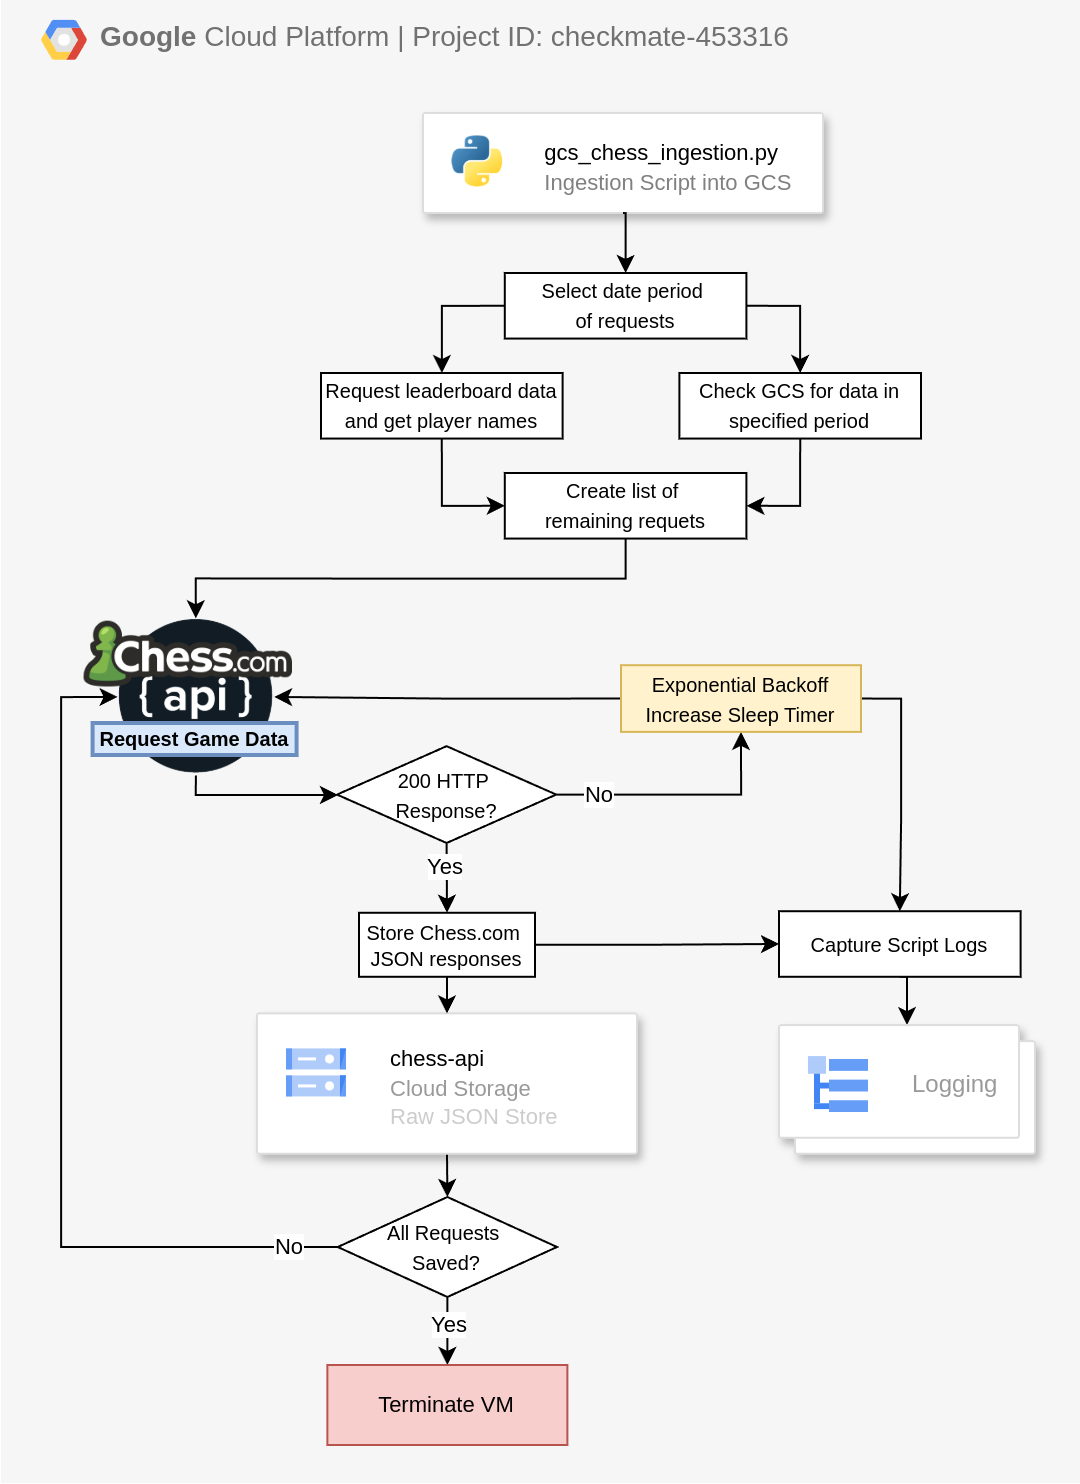 Google Cloud Platform | Project ID: checkmate-453316
gcs_chess_ingestion.py
Ingestion Script into GCS
Select date period
of requests
Request leaderboard data
and get player names
Check GCS for data in
specified period
Create list of
remaining requets
Chess.com
{ api }
Request Game Data
Exponential Backoff
Increase Sleep Timer
200 HTTP
Response?
No
Yes
Store Chess.com
JSON responses
Capture Script Logs
chess-api
Cloud Storage
Raw JSON Store
Logging
All Requests
Saved?
No
Yes
Terminate VM